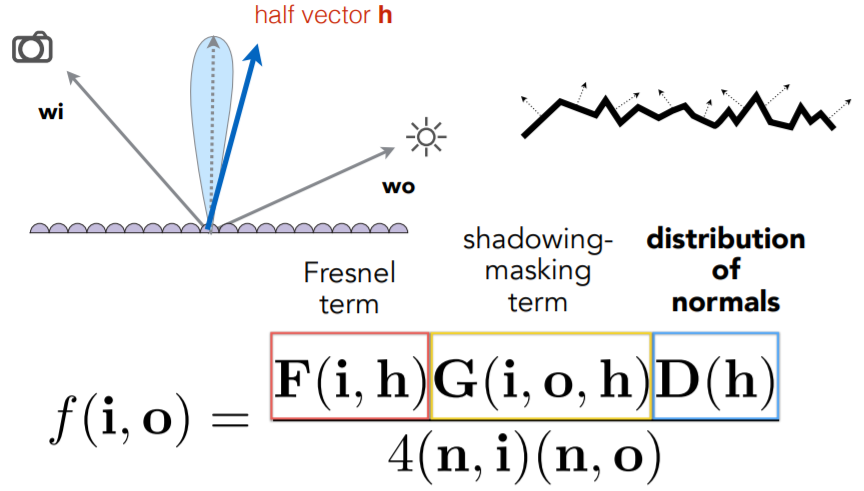 half vector h
wi
wo
Fresnel
term
shadowing-
masking
term
distribution
of
normals
f(i, o) = F(i, h)G(i, o, h)D(h)
4(n, i)(n, o)